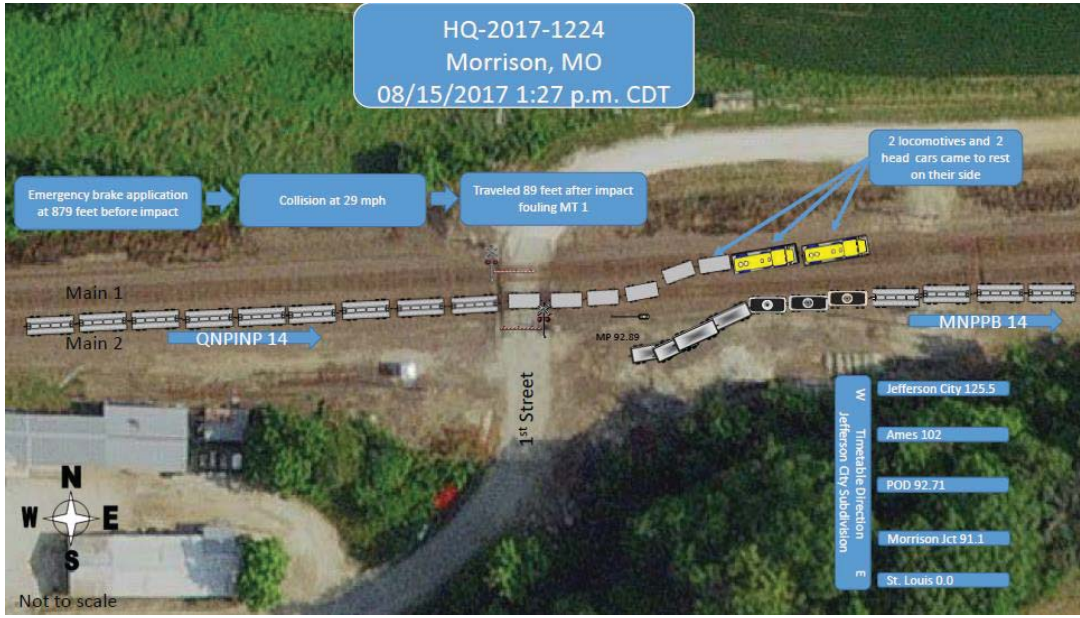 HQ-2017-1224
Morrison, MO
08/15/2017 1:27 p.m. CDT
2 locomotives and 2
head cars came to rest
on their side
Emergency brake application
at 879 feet before impact
Collision at 29 mph
Traveled 89 feet after impact
fouling MT 1
Main 1
Main 2
QNPINP 14
MP 92.89
MNPPB 14
1st Street
W Timetable Direction E
Jefferson City Subdivision
Jefferson City 125.5
Ames 102
POD 92.71
Morrison Jct 91.1
St. Louis 0.0
N
W E
S
Not to scale